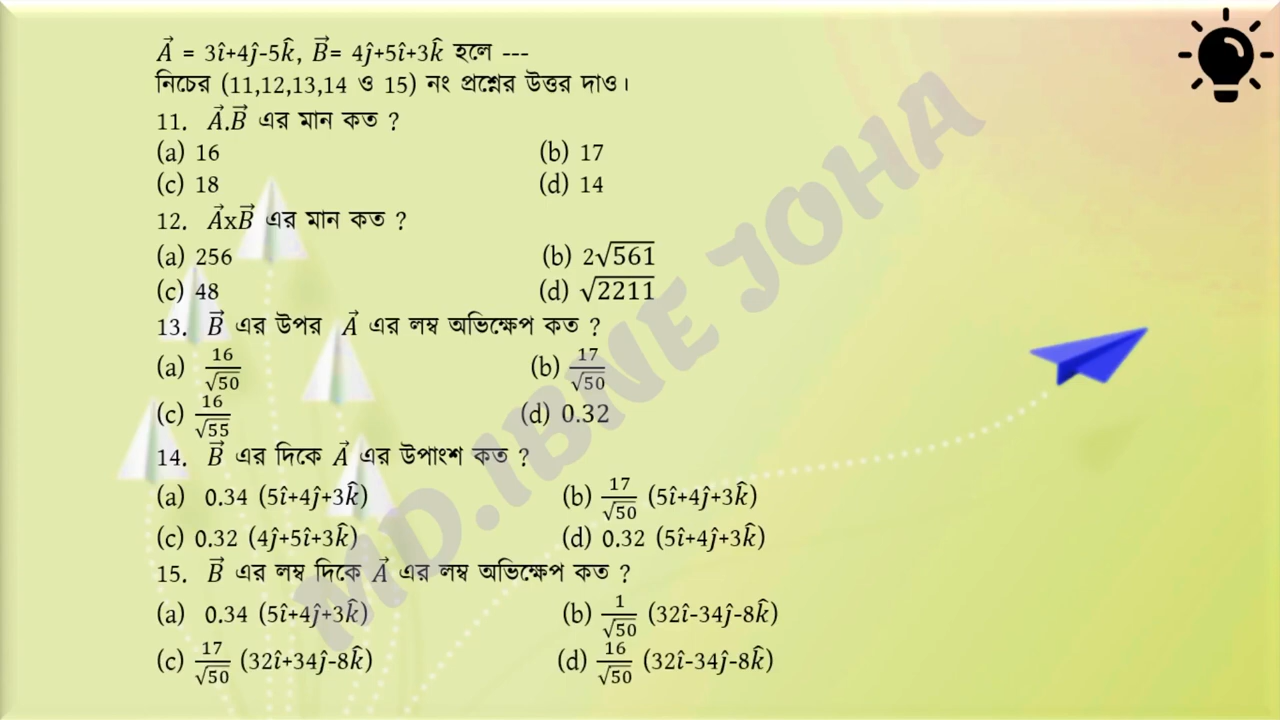 A⃗ = 3î+4ĵ-5k̂, B⃗= 4ĵ+5î+3k̂ হলে ---
নিচের (11,12,13,14 ও 15) নং প্রশ্নের উত্তর দাও।
11. A⃗.B⃗ এর মান কত ?
(a) 16 (b) 17
(c) 18 (d) 14
12. A⃗xB⃗ এর মান কত ?
(a) 256 (b) 2√561
(c) 48 (d) √2211
13. B⃗ এর উপর A⃗ এর লম্ব অভিক্ষেপ কত ?
(a) 16/√50 (b) 17/√50
(c) 16/√55 (d) 0.32
14. B⃗ এর দিকে A⃗ এর উপাংশ কত ?
(a) 0.34 (5î+4ĵ+3k̂) (b) 17/√50 (5î+4ĵ+3k̂)
(c) 0.32 (4ĵ+5î+3k̂) (d) 0.32 (5î+4ĵ+3k̂)
15. B⃗ এর লম্ব দিকে A⃗ এর লম্ব অভিক্ষেপ কত ?
(a) 0.34 (5î+4ĵ+3k̂) (b) 1/√50 (32î-34ĵ-8k̂)
(c) 17/√50 (32î+34ĵ-8k̂) (d) 16/√50 (32î-34ĵ-8k̂)
MD.IBNE JOHA